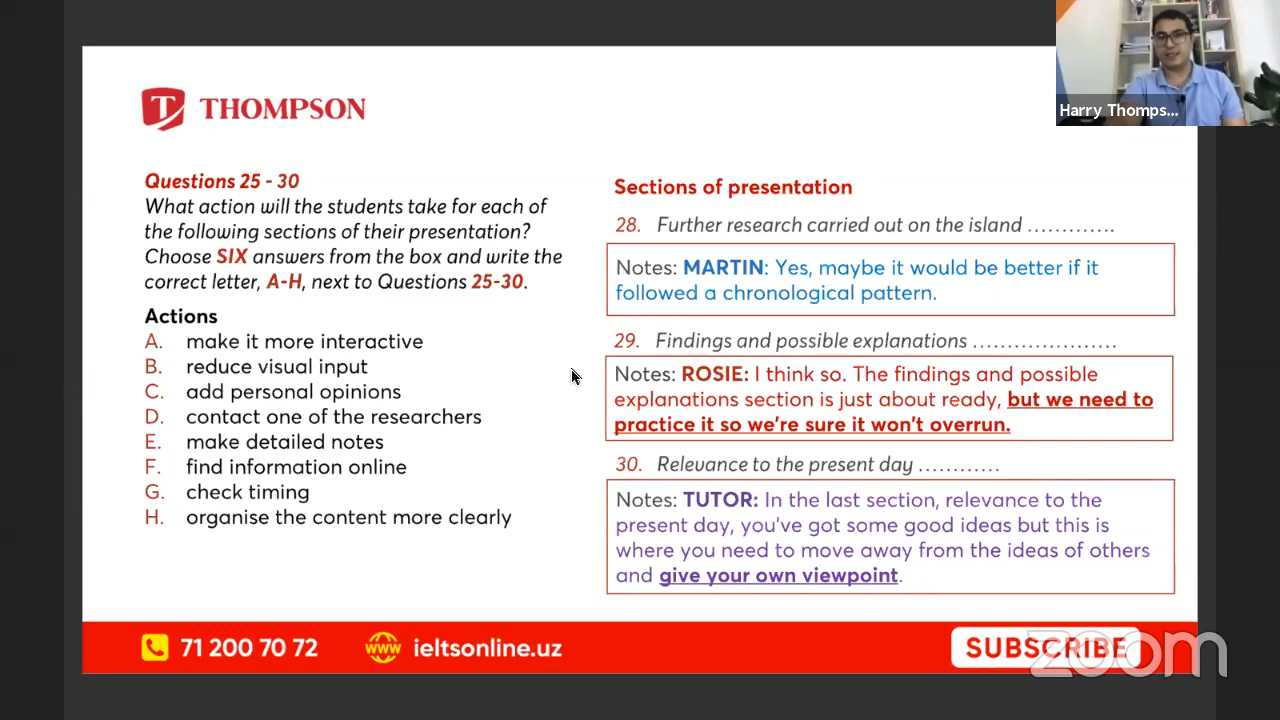 THOMPSON
Harry Thomps...
Questions 25 - 30
What action will the students take for each of
the following sections of their presentation?
Choose SIX answers from the box and write the
correct letter, A-H, next to Questions 25-30.
Actions
A. make it more interactive
B. reduce visual input
C. add personal opinions
D. contact one of the researchers
E. make detailed notes
F. find information online
G. check timing
H. organise the content more clearly
Sections of presentation
28. Further research carried out on the island .............
Notes: MARTIN: Yes, maybe it would be better if it
followed a chronological pattern.
29. Findings and possible explanations .....................
Notes: ROSIE: I think so. The findings and possible
explanations section is just about ready, but we need to
practice it so we're sure it won't overrun.
30. Relevance to the present day ............
Notes: TUTOR: In the last section, relevance to the
present day, you've got some good ideas but this is
where you need to move away from the ideas of others
and give your own viewpoint.
71 200 70 72
www ieltsonline.uz
SUBSCRIBE
zoom